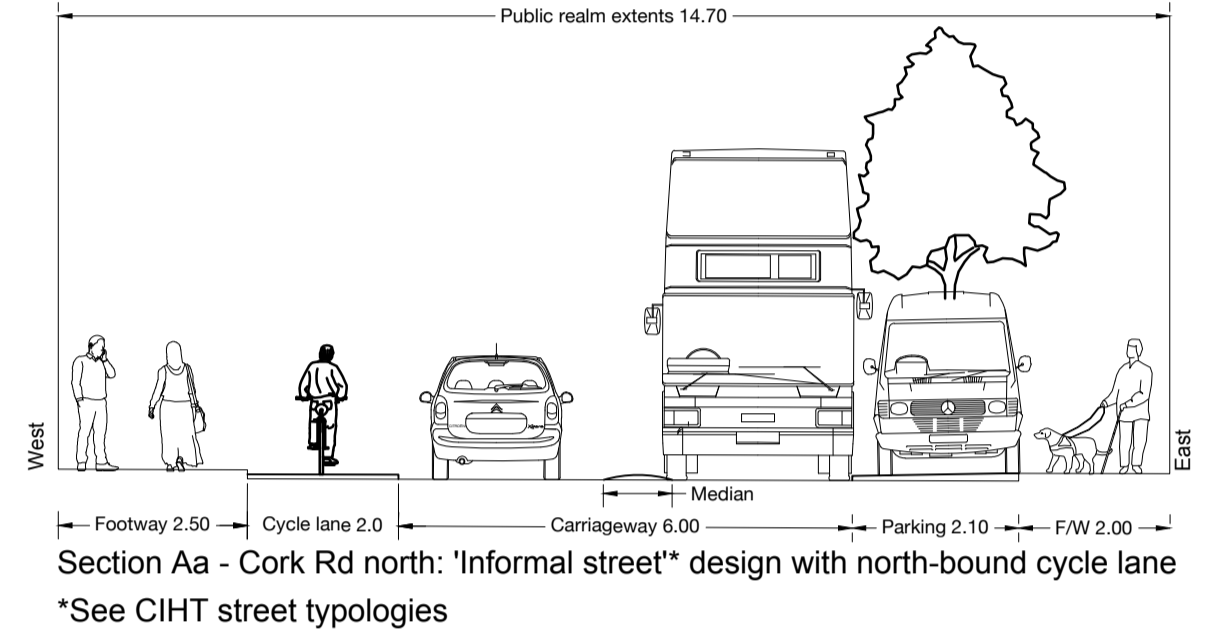 Public realm extents 14.70
West
East
Median
Footway 2.50
Cycle lane 2.0
Carriageway 6.00
Parking 2.10
F/W 2.00
Section Aa - Cork Rd north: 'Informal street'* design with north-bound cycle lane
*See CIHT street typologies